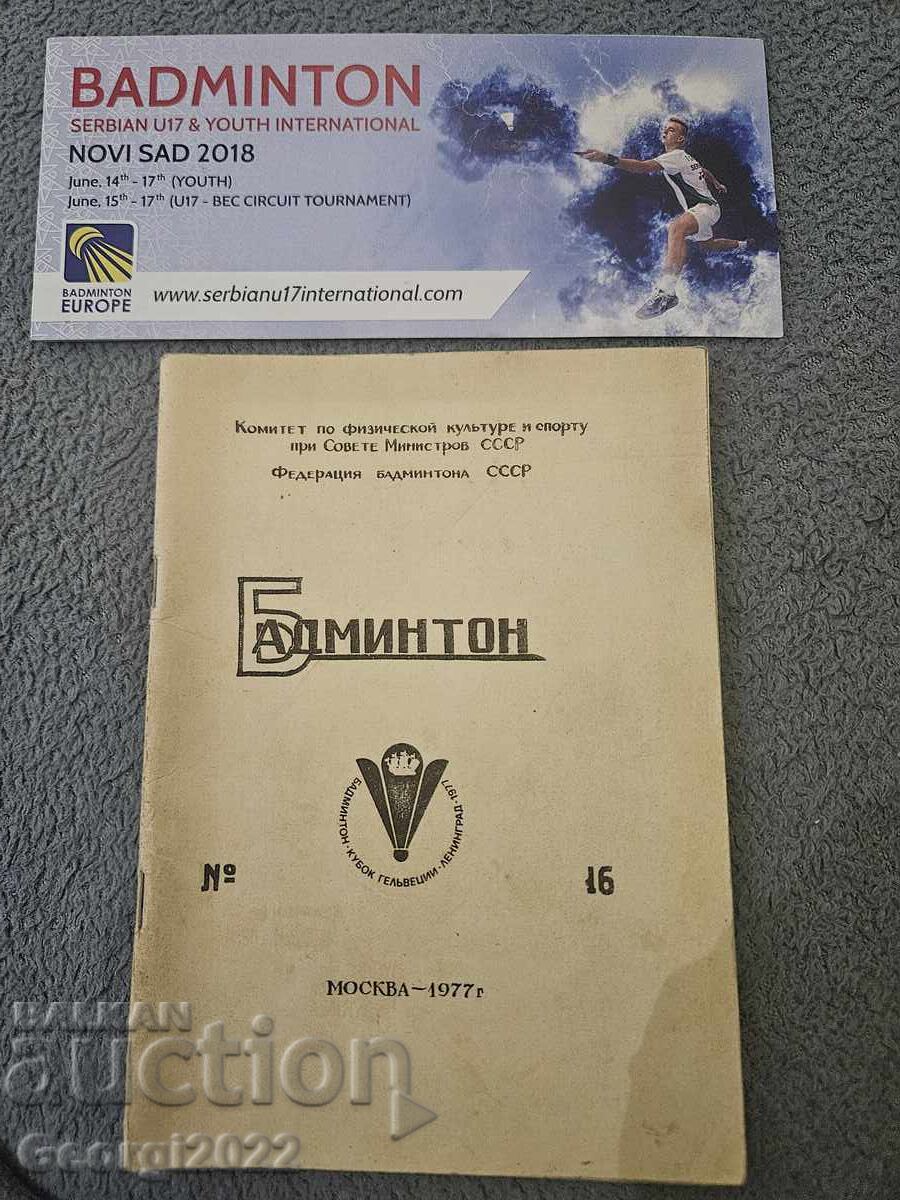 BADMINTON
SERBIAN U17 & YOUTH INTERNATIONAL
NOVI SAD 2018
June, 14th - 17th (YOUTH)
June, 15th - 17th (U17 - BEC CIRCUIT TOURNAMENT)
BADMINTON
EUROPE
www.serbianu17international.com
Комитет по физической культуре и спорту
при Совете Министров СССР
Федерация бадминтона СССР
БАДМИНТОН
БАДМИНТОН · КУБОК ГЕЛЬВЕЦИИ · ЛЕНИНГРАД · 1977
№ 16
МОСКВА — 1977 г
BALKAN
auction
Georgi2022